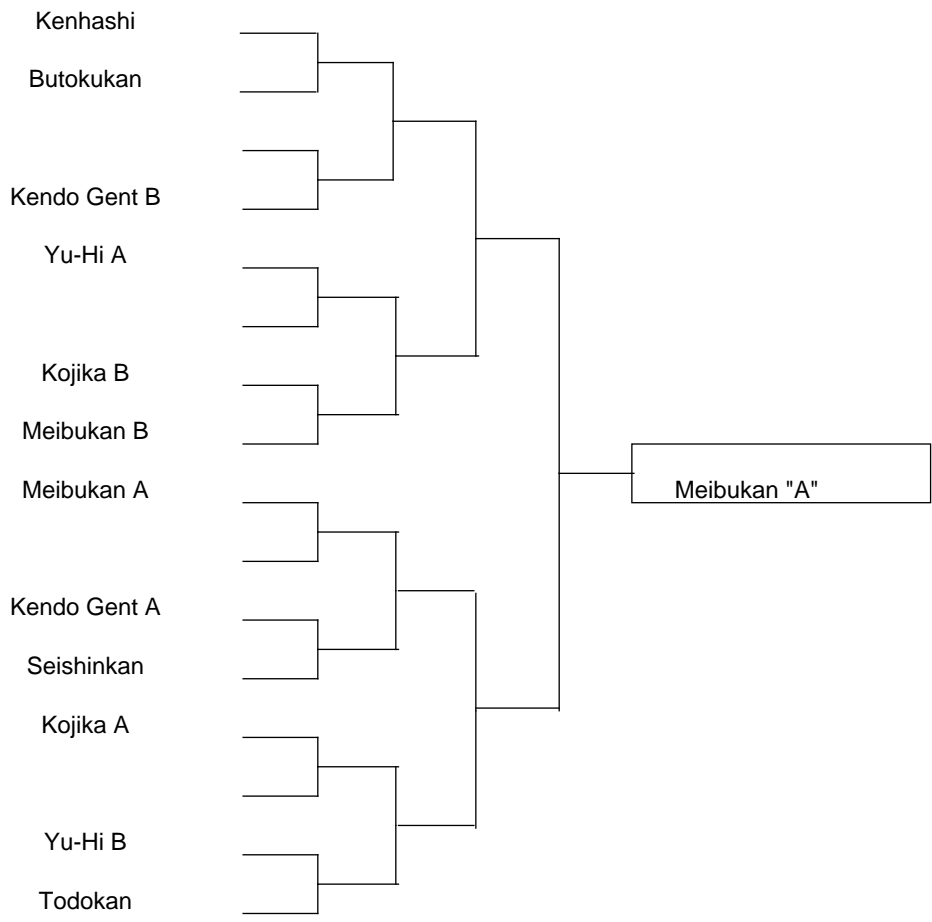 Kenhashi
Butokukan
Kendo Gent B
Yu-Hi A
Kojika B
Meibukan B
Meibukan A
Meibukan "A"
Kendo Gent A
Seishinkan
Kojika A
Yu-Hi B
Todokan